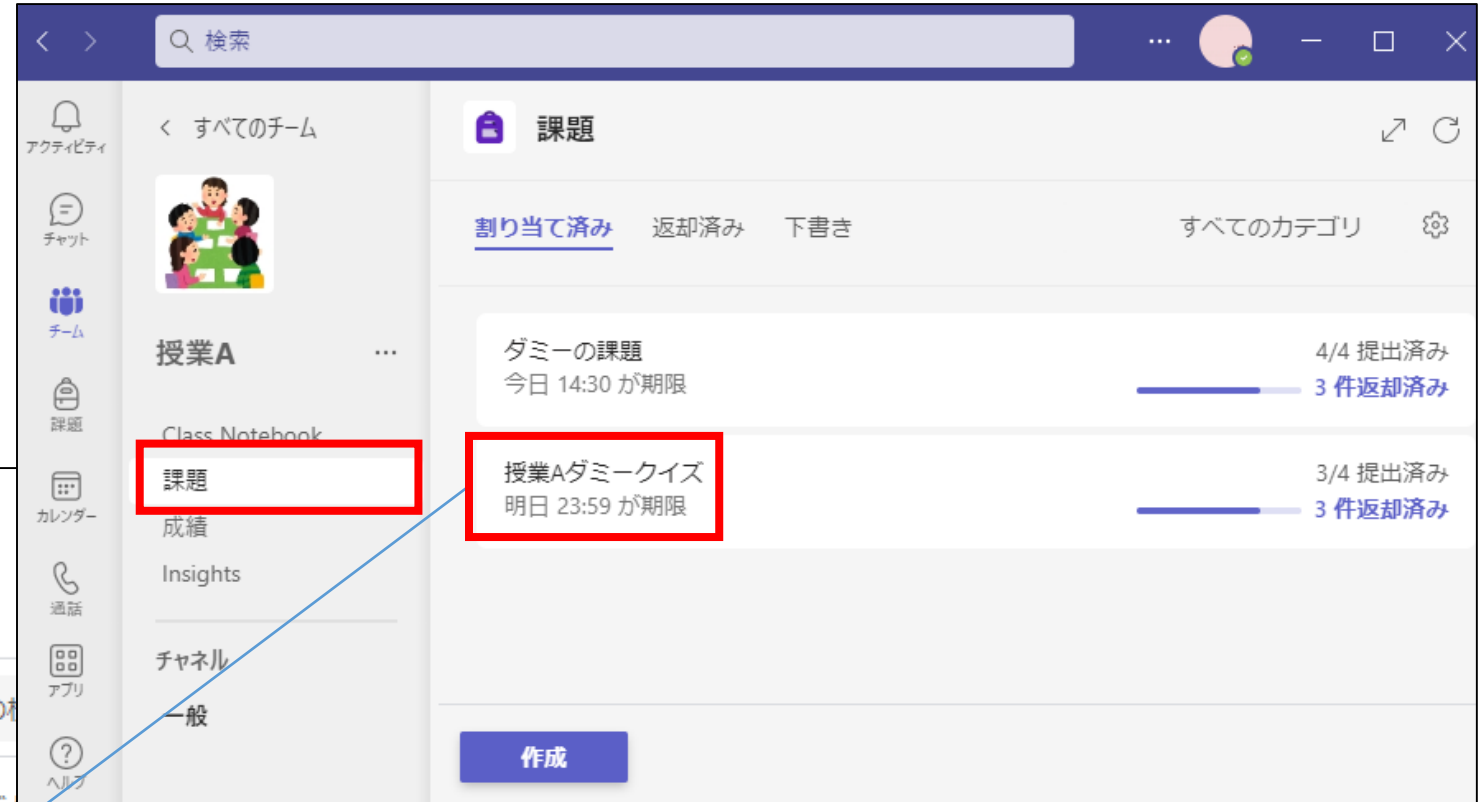 検索
アクティビティ
チャット
チーム
課題
カレンダー
通話
アプリ
ヘルプ
すべてのチーム
授業A
Class Notebook
課題
成績
Insights
チャネル
一般
課題
割り当て済み 返却済み 下書き すべてのカテゴリ
ダミーの課題 4/4 提出済み
今日 14:30 が期限 3 件返却済み
授業Aダミークイズ 3/4 提出済み
明日 23:59 が期限 3 件返却済み
作成